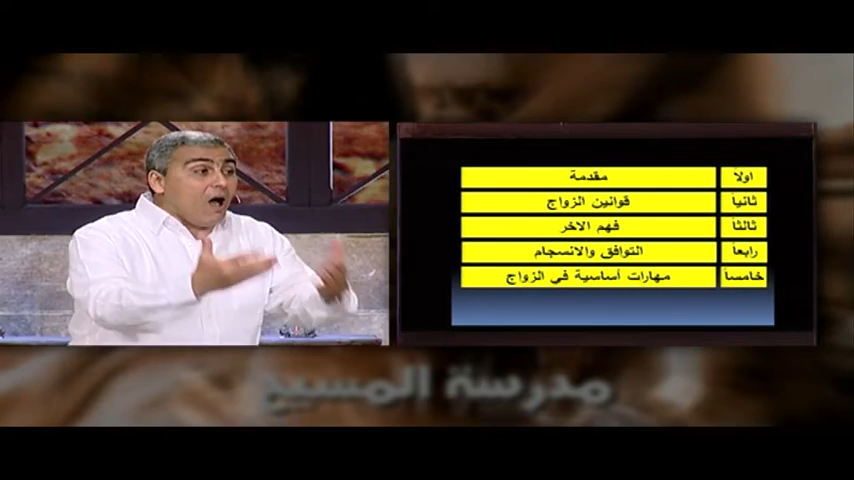 اولاً مقدمة
ثانياً قوانين الزواج
ثالثاً فهم الاخر
رابعاً التوافق والانسجام
خامساً مهارات أساسية في الزواج
مدرسة المسيح